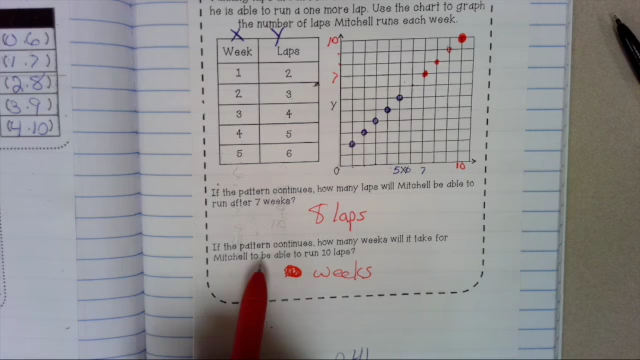 he is able to run a one more lap. Use the chart to graph
the number of laps Mitchell runs each week.
X Y
Week Laps
1 2
2 3
3 4
4 5
5 6
10
7
y
0
5 x 6 7 10
(0.6)
(1.7)
(2.8)
(3.9)
(4.10)
If the pattern continues, how many laps will Mitchell be able to
run after 7 weeks?
8 laps
If the pattern continues, how many weeks will it take for
Mitchell to be able to run 10 laps?
weeks